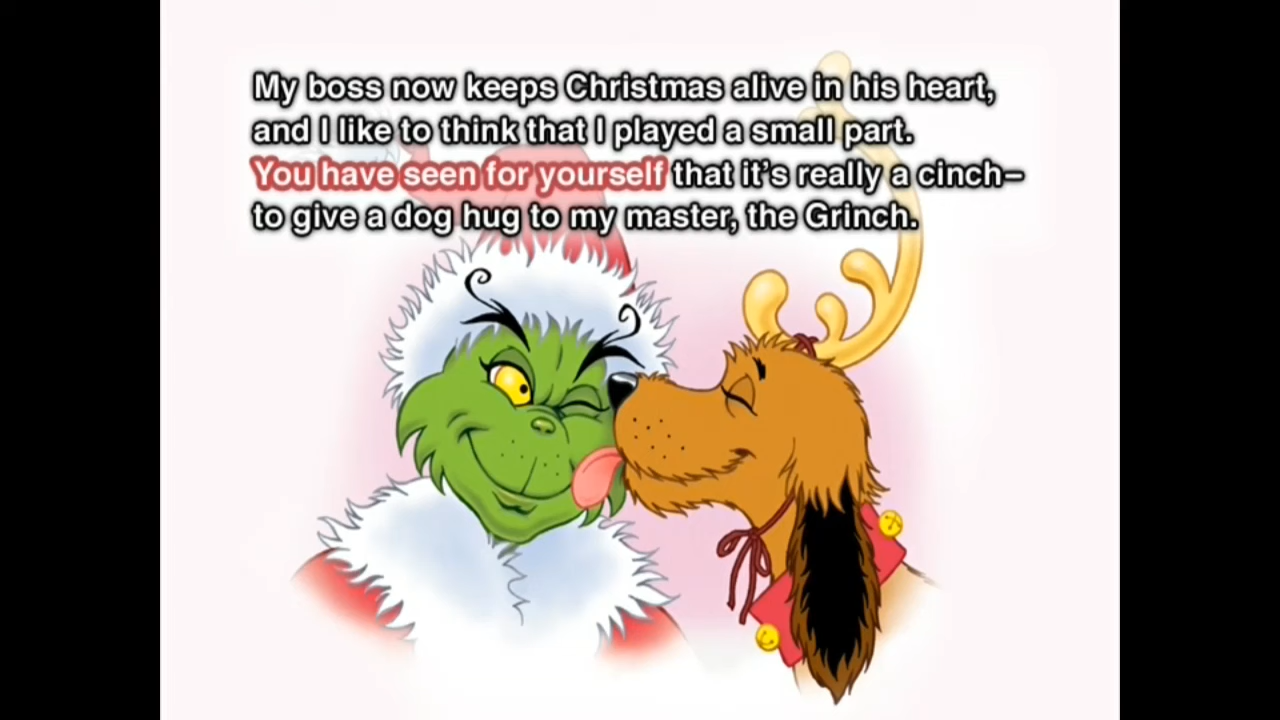 My boss now keeps Christmas alive in his heart,
and I like to think that I played a small part.
You have seen for yourself that it's really a cinch–
to give a dog hug to my master, the Grinch.